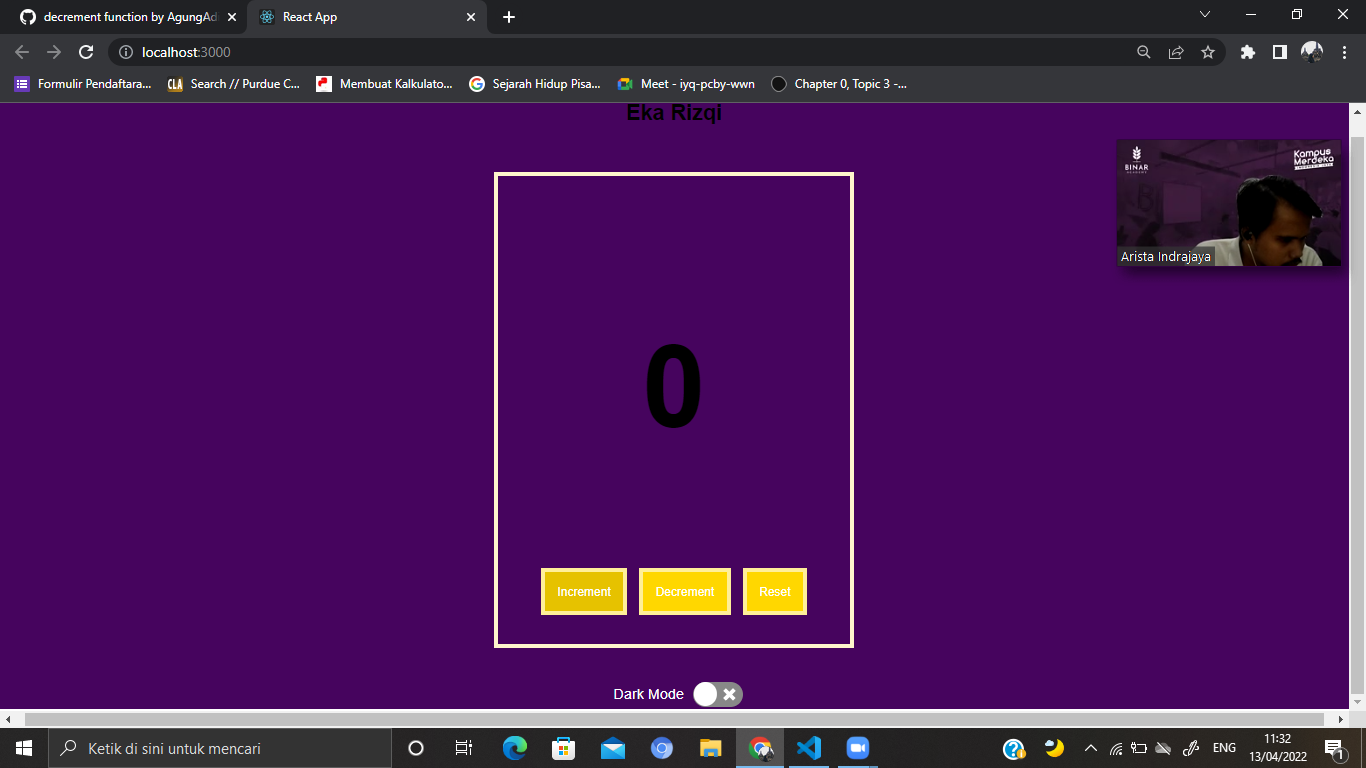 decrement function by AgungAdi
React App
localhost:3000
Formulir Pendaftara...
CLA
Search // Purdue C...
Membuat Kalkulato...
Sejarah Hidup Pisa...
Meet - iyq-pcby-wwn
Chapter 0, Topic 3 -...
Eka Rizqi
BINAR
Kampus
Merdeka
Arista Indrajaya
0
Increment
Decrement
Reset
Dark Mode
Ketik di sini untuk mencari
ENG
11:32
13/04/2022
1